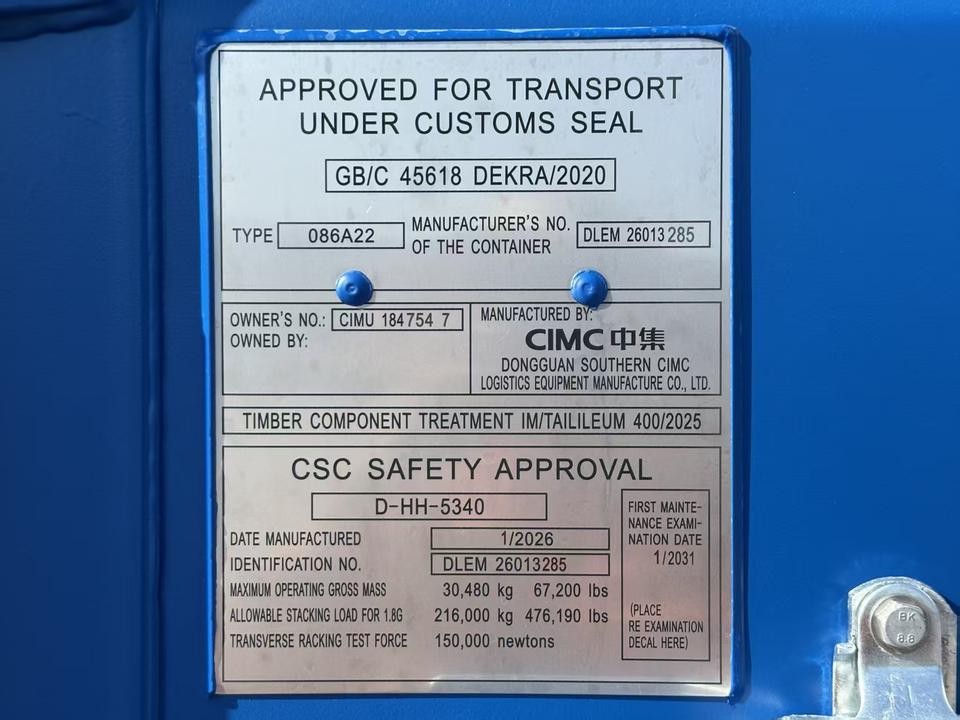 APPROVED FOR TRANSPORT
UNDER CUSTOMS SEAL
GB/C 45618 DEKRA/2020
TYPE 086A22 MANUFACTURER'S NO.
OF THE CONTAINER DLEM 26013285
OWNER'S NO.: CIMU 184754 7
OWNED BY:
MANUFACTURED BY:
CIMC 中集
DONGGUAN SOUTHERN CIMC
LOGISTICS EQUIPMENT MANUFACTURE CO., LTD.
TIMBER COMPONENT TREATMENT IM/TAILILEUM 400/2025
CSC SAFETY APPROVAL
D-HH-5340
DATE MANUFACTURED 1/2026
IDENTIFICATION NO. DLEM 26013285
MAXIMUM OPERATING GROSS MASS 30,480 kg 67,200 lbs
ALLOWABLE STACKING LOAD FOR 1.8G 216,000 kg 476,190 lbs
TRANSVERSE RACKING TEST FORCE 150,000 newtons
FIRST MAINTE-
NANCE EXAMI-
NATION DATE
1/2031
(PLACE
RE EXAMINATION
DECAL HERE)
BK
8.8